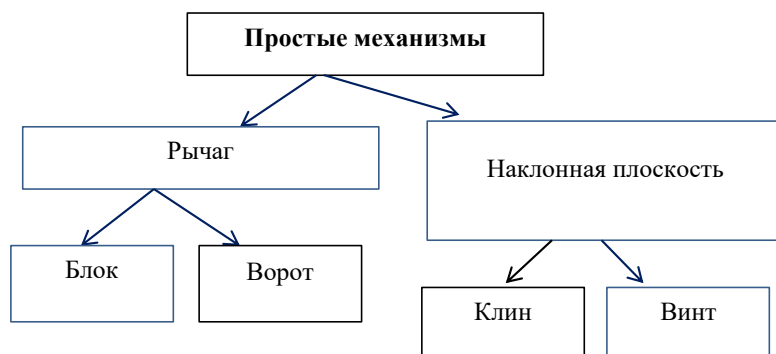 Простые механизмы
Рычаг
Наклонная плоскость
Блок
Ворот
Клин
Винт